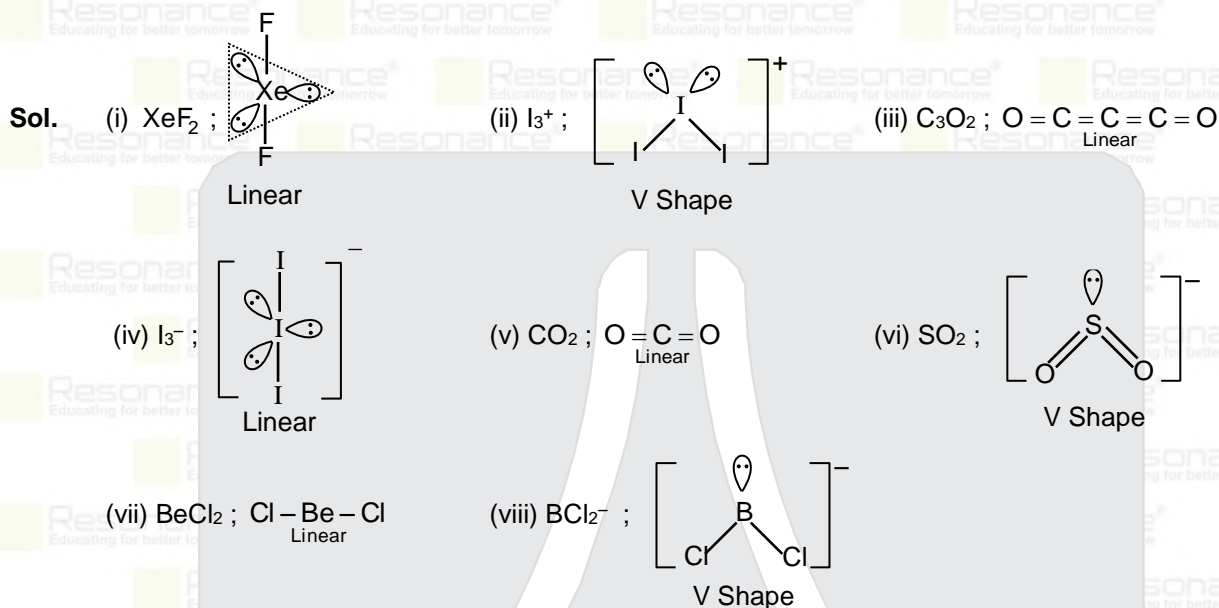 Sol. (i) XeF₂ ; F Xe F (ii) I₃⁺ ; [ I I I ]⁺ (iii) C₃O₂ ; O = C = C = C = O
Linear
Linear
V Shape
(iv) I₃⁻ ; [ I I I ]⁻ (v) CO₂ ; O = C = O (vi) SO₂ ; [ S O O ]⁻
Linear
Linear
V Shape
(vii) BeCl₂ ; Cl – Be – Cl (viii) BCl₂⁻ ; [ B Cl Cl ]⁻
Linear
V Shape
Resonance®
Educating for better tomorrow